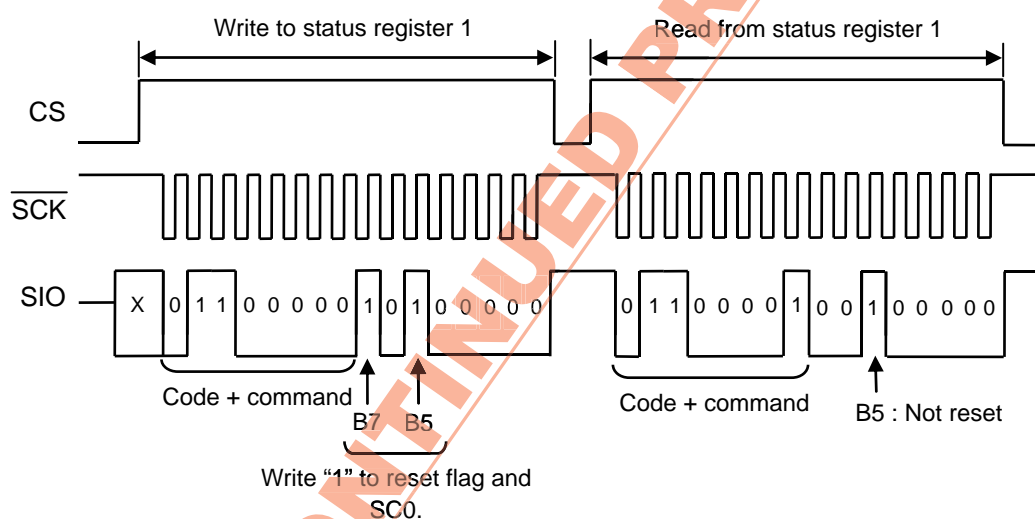 Write to status register 1
Read from status register 1
CS
SCK
SIO
X 0 1 1 0 0 0 0 0 1 0 1 0 0 0 0 0
0 1 1 0 0 0 0 1 0 0 1 0 0 0 0 0
Code + command
B7 B5
Code + command
B5 : Not reset
Write “1” to reset flag and
SC0.